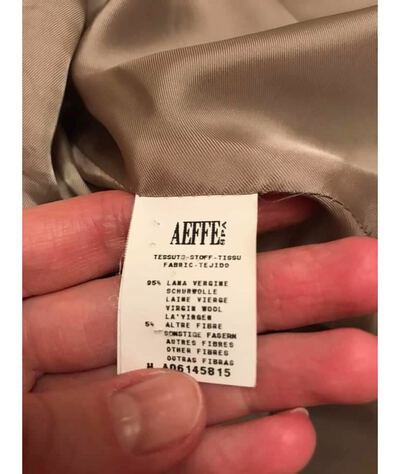 AEFFE SPA
TESSUTO-STOFF-TISSU
FABRIC-TEJIDO
95% LANA VERGINE
SCHURWOLLE
LAINE VIERGE
VIRGIN WOOL
LA'VIRGEN
5% ALTRE FIBRE
SONSTIGE FASERN
AUTRES FIBRES
OTHER FIBRES
OUTRAS FIBRAS
H A06145815